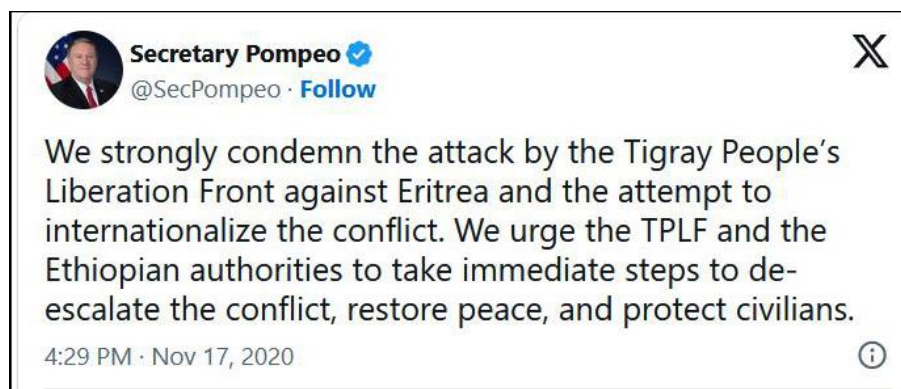 Secretary Pompeo
@SecPompeo · Follow
We strongly condemn the attack by the Tigray People’s
Liberation Front against Eritrea and the attempt to
internationalize the conflict. We urge the TPLF and the
Ethiopian authorities to take immediate steps to de-
escalate the conflict, restore peace, and protect civilians.
4:29 PM · Nov 17, 2020